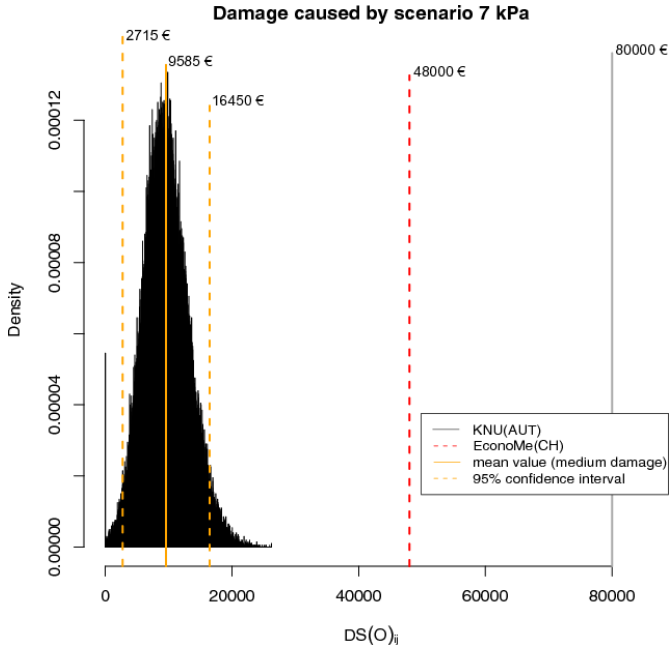 Damage caused by scenario 7 kPa
2715 €
9585 €
16450 €
48000 €
80000 €
Density
0.00012
0.00008
0.00004
0.00000
KNU(AUT)
EconoMe(CH)
mean value (medium damage)
95% confidence interval
0
20000
40000
60000
80000
DS(O)ij